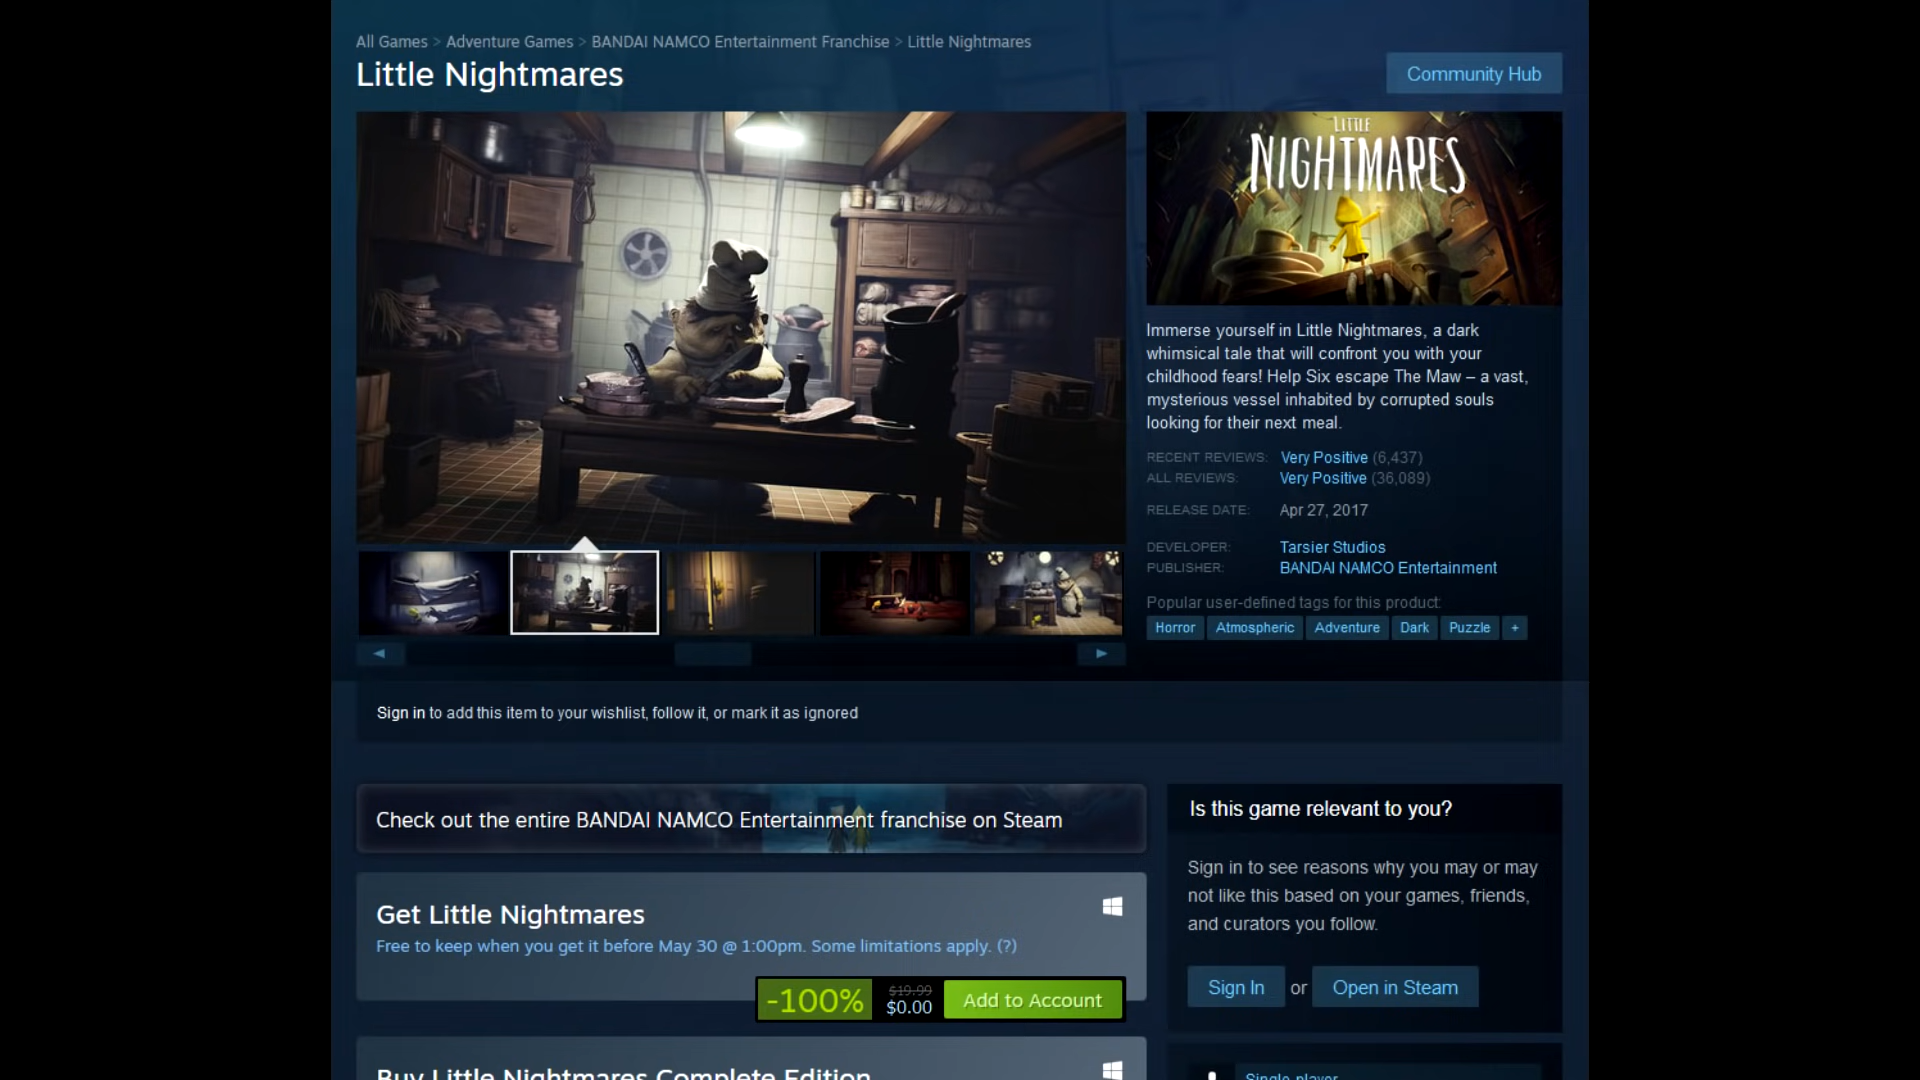 All Games > Adventure Games > BANDAI NAMCO Entertainment Franchise > Little Nightmares
Little Nightmares
Community Hub
LITTLE
NIGHTMARES
Immerse yourself in Little Nightmares, a dark
whimsical tale that will confront you with your
childhood fears! Help Six escape The Maw – a vast,
mysterious vessel inhabited by corrupted souls
looking for their next meal.
RECENT REVIEWS: Very Positive (6,437)
ALL REVIEWS: Very Positive (36,089)
RELEASE DATE: Apr 27, 2017
DEVELOPER: Tarsier Studios
PUBLISHER: BANDAI NAMCO Entertainment
Popular user-defined tags for this product:
Horror Atmospheric Adventure Dark Puzzle +
Sign in to add this item to your wishlist, follow it, or mark it as ignored
Check out the entire BANDAI NAMCO Entertainment franchise on Steam
Get Little Nightmares
Free to keep when you get it before May 30 @ 1:00pm. Some limitations apply. (?)
-100% $19.99 $0.00 Add to Account
Buy Little Nightmares Complete Edition
Is this game relevant to you?
Sign in to see reasons why you may or may
not like this based on your games, friends,
and curators you follow.
Sign In or Open in Steam
Single-player